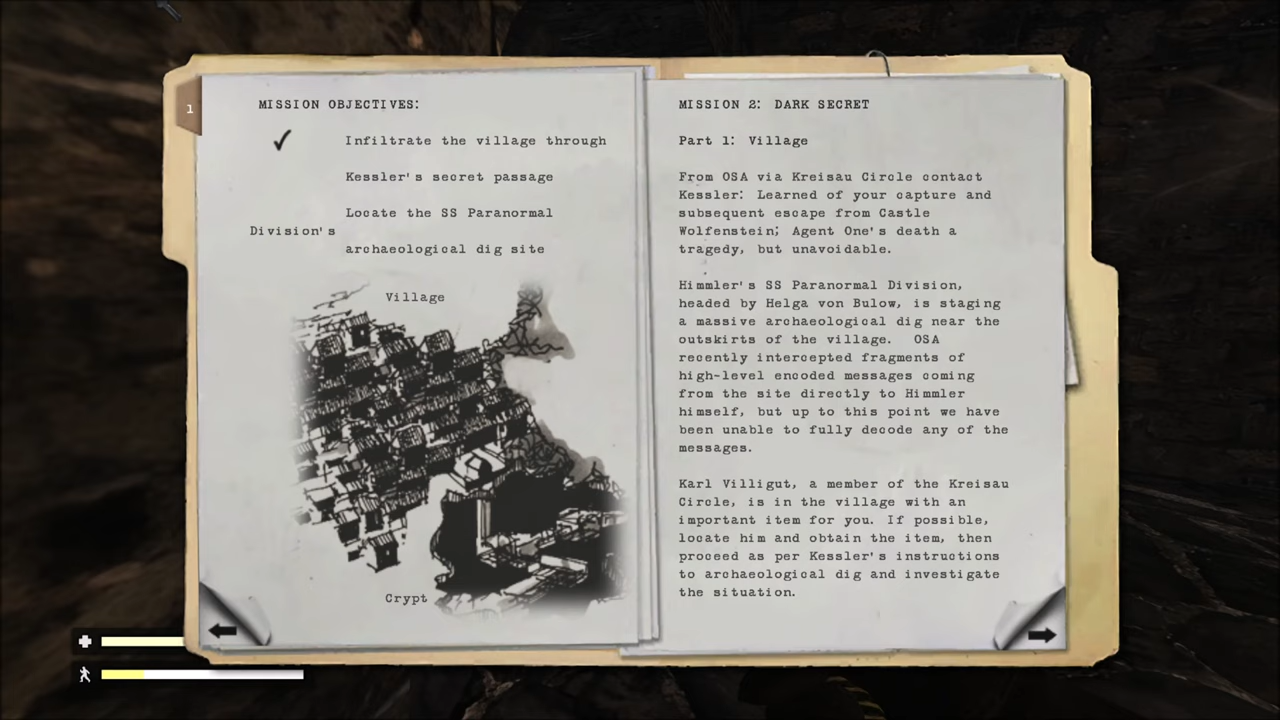 1
MISSION OBJECTIVES:
Infiltrate the village through
Kessler's secret passage
Locate the SS Paranormal
Division's
archaeological dig site
Village
Crypt
MISSION 2: DARK SECRET
Part 1: Village
From OSA via Kreisau Circle contact
Kessler: Learned of your capture and
subsequent escape from Castle
Wolfenstein; Agent One's death a
tragedy, but unavoidable.
Himmler's SS Paranormal Division,
headed by Helga von Bulow, is staging
a massive archaeological dig near the
outskirts of the village. OSA
recently intercepted fragments of
high-level encoded messages coming
from the site directly to Himmler
himself, but up to this point we have
been unable to fully decode any of the
messages.
Karl Villigut, a member of the Kreisau
Circle, is in the village with an
important item for you. If possible,
locate him and obtain the item, then
proceed as per Kessler's instructions
to archaeological dig and investigate
the situation.